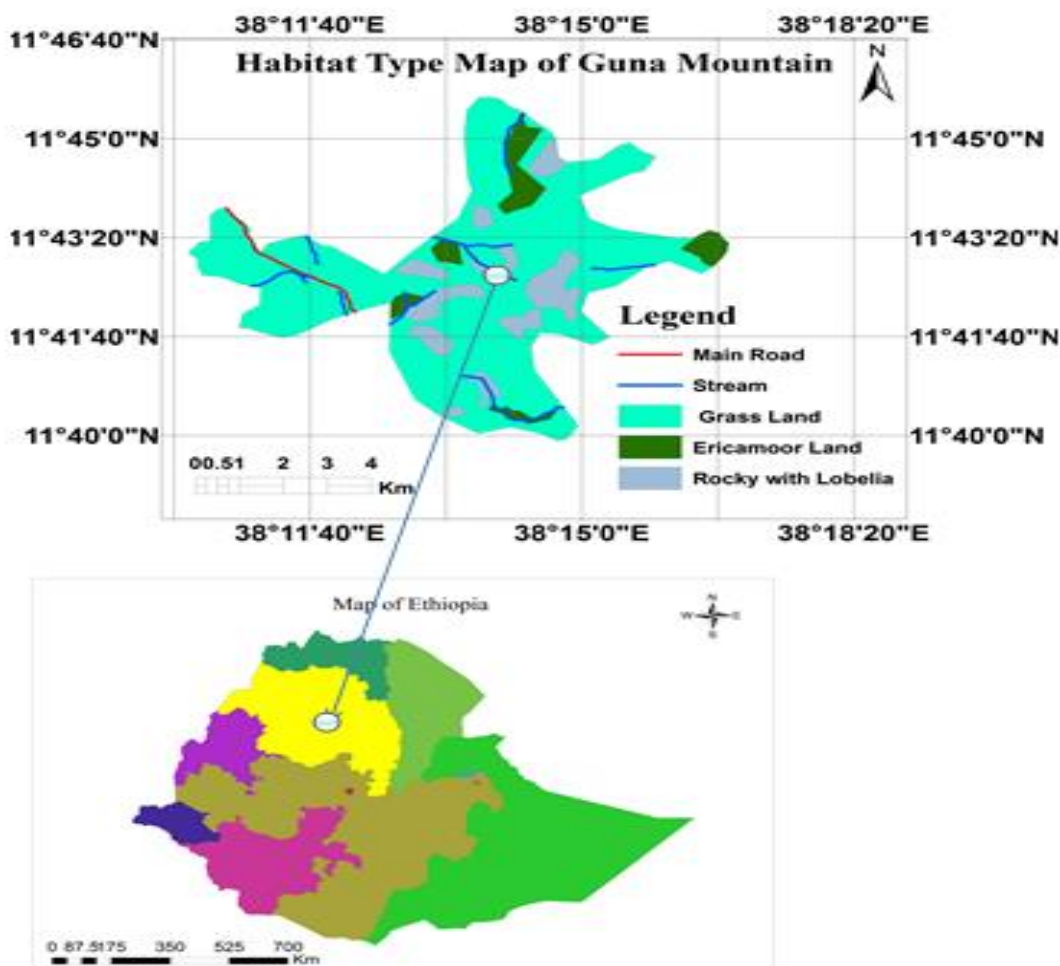 38°11'40"E 38°15'0"E 38°18'20"E
11°46'40"N
Habitat Type Map of Guna Mountain
N
11°45'0"N 11°45'0"N
11°43'20"N 11°43'20"N
Legend
11°41'40"N 11°41'40"N
Main Road
Stream
Grass Land
11°40'0"N 11°40'0"N
Ericamoor Land
Rocky with Lobelia
00.51 2 3 4
Km
38°11'40"E 38°15'0"E 38°18'20"E
Map of Ethiopia
N
W E
S
0 87.5175 350 525 700
Km